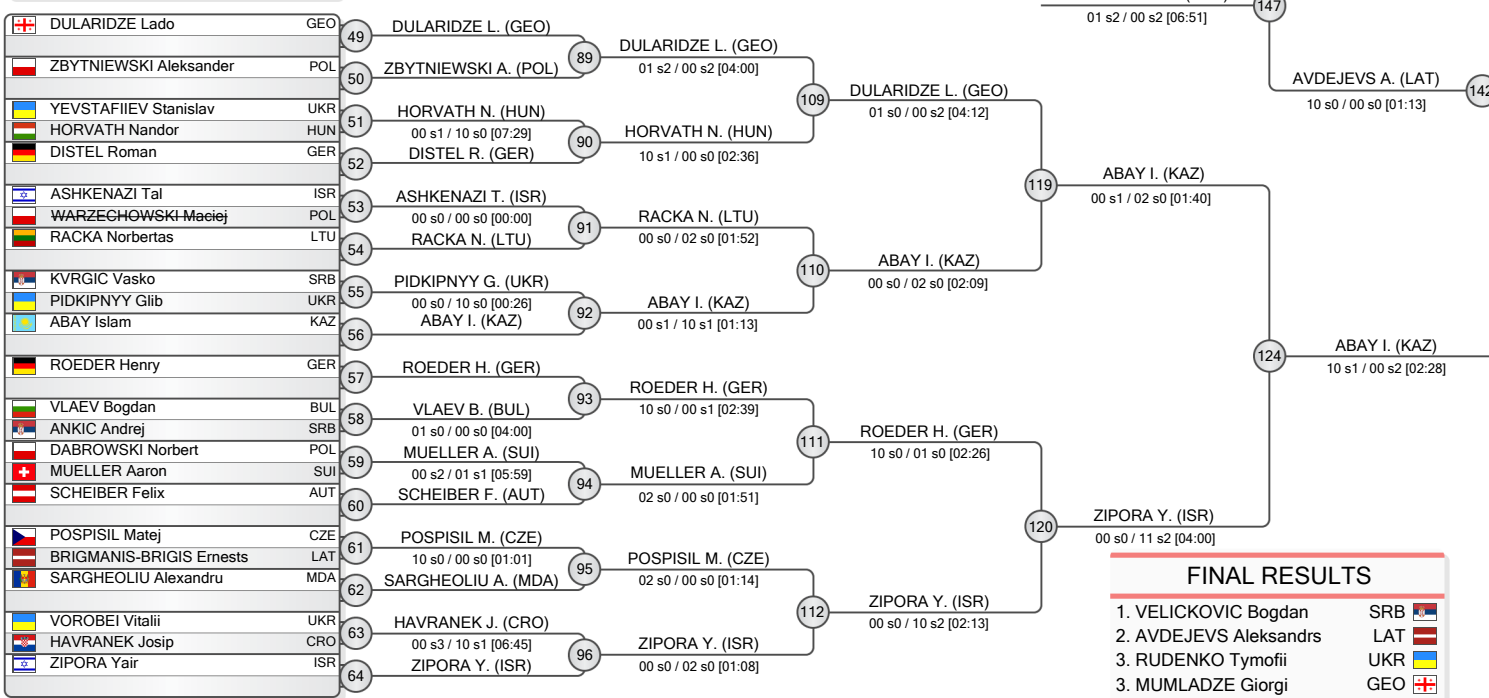 DULARIDZE Lado GEO
ZBYTNIEWSKI Aleksander POL
YEVSTAFIIEV Stanislav UKR
HORVATH Nandor HUN
DISTEL Roman GER
ASHKENAZI Tal ISR
WARZECHOWSKI Maciej POL
RACKA Norbertas LTU
KVRGIC Vasko SRB
PIDKIPNYY Glib UKR
ABAY Islam KAZ
ROEDER Henry GER
VLAEV Bogdan BUL
ANKIC Andrej SRB
DABROWSKI Norbert POL
MUELLER Aaron SUI
SCHEIBER Felix AUT
POSPISIL Matej CZE
BRIGMANIS-BRIGIS Ernests LAT
SARGHEOLIU Alexandru MDA
VOROBEI Vitalii UKR
HAVRANEK Josip CRO
ZIPORA Yair ISR
49 DULARIDZE L. (GEO)
50 ZBYTNIEWSKI A. (POL)
51 HORVATH N. (HUN)
00 s1 / 10 s0 [07:29]
52 DISTEL R. (GER)
53 ASHKENAZI T. (ISR)
00 s0 / 00 s0 [00:00]
54 RACKA N. (LTU)
55 PIDKIPNYY G. (UKR)
00 s0 / 10 s0 [00:26]
56 ABAY I. (KAZ)
57 ROEDER H. (GER)
58 VLAEV B. (BUL)
01 s0 / 00 s0 [04:00]
59 MUELLER A. (SUI)
00 s2 / 01 s1 [05:59]
60 SCHEIBER F. (AUT)
61 POSPISIL M. (CZE)
10 s0 / 00 s0 [01:01]
62 SARGHEOLIU A. (MDA)
63 HAVRANEK J. (CRO)
00 s3 / 10 s1 [06:45]
64 ZIPORA Y. (ISR)
89 DULARIDZE L. (GEO)
01 s2 / 00 s2 [04:00]
90 HORVATH N. (HUN)
10 s1 / 00 s0 [02:36]
91 RACKA N. (LTU)
00 s0 / 02 s0 [01:52]
92 ABAY I. (KAZ)
00 s1 / 10 s1 [01:13]
93 ROEDER H. (GER)
10 s0 / 00 s1 [02:39]
94 MUELLER A. (SUI)
02 s0 / 00 s0 [01:51]
95 POSPISIL M. (CZE)
02 s0 / 00 s0 [01:14]
96 ZIPORA Y. (ISR)
00 s0 / 02 s0 [01:08]
109 DULARIDZE L. (GEO)
01 s0 / 00 s2 [04:12]
110 ABAY I. (KAZ)
00 s0 / 02 s0 [02:09]
111 ROEDER H. (GER)
10 s0 / 01 s0 [02:26]
112 ZIPORA Y. (ISR)
00 s0 / 10 s2 [02:13]
119 ABAY I. (KAZ)
00 s1 / 02 s0 [01:40]
120 ZIPORA Y. (ISR)
00 s0 / 11 s2 [04:00]
124 ABAY I. (KAZ)
10 s1 / 00 s2 [02:28]
01 s2 / 00 s2 [06:51]
147 AVDEJEVS A. (LAT)
10 s0 / 00 s0 [01:13]
142
FINAL RESULTS
1. VELICKOVIC Bogdan SRB
2. AVDEJEVS Aleksandrs LAT
3. RUDENKO Tymofii UKR
3. MUMLADZE Giorgi GEO